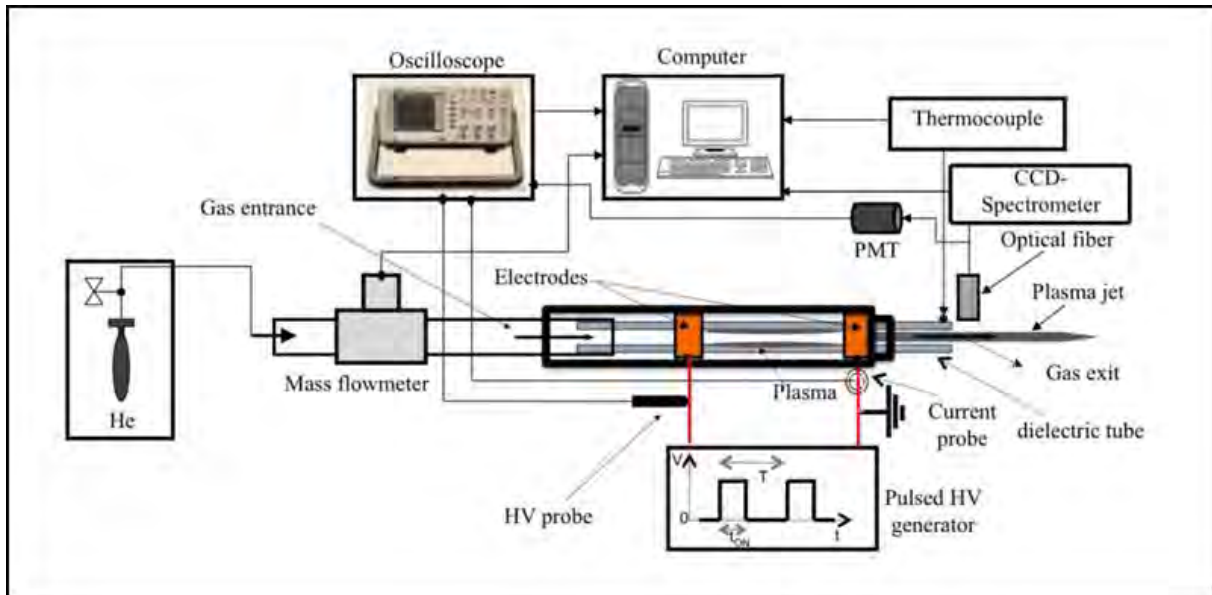 Oscilloscope
Computer
Thermocouple
CCD-
Spectrometer
Gas entrance
PMT
Optical fiber
Electrodes
Plasma jet
Mass flowmeter
Plasma
Gas exit
He
Current
probe
dielectric tube
HV probe
V
T
0
t
tON
Pulsed HV
generator